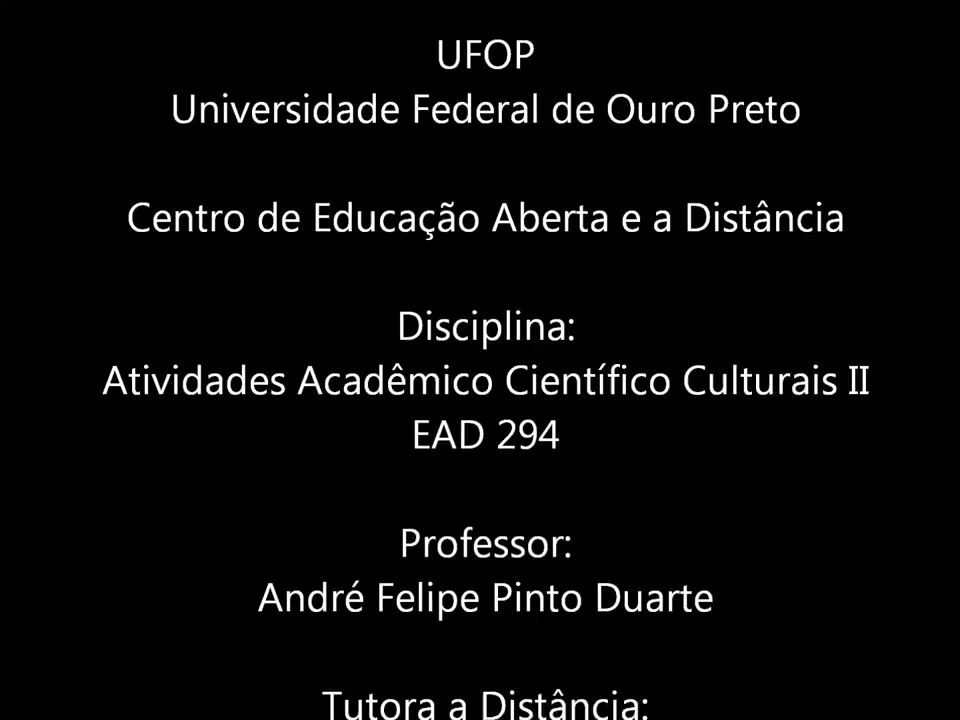 UFOP
Universidade Federal de Ouro Preto
Centro de Educação Aberta e a Distância
Disciplina:
Atividades Acadêmico Científico Culturais II
EAD 294
Professor:
André Felipe Pinto Duarte
Tutora a Distância: